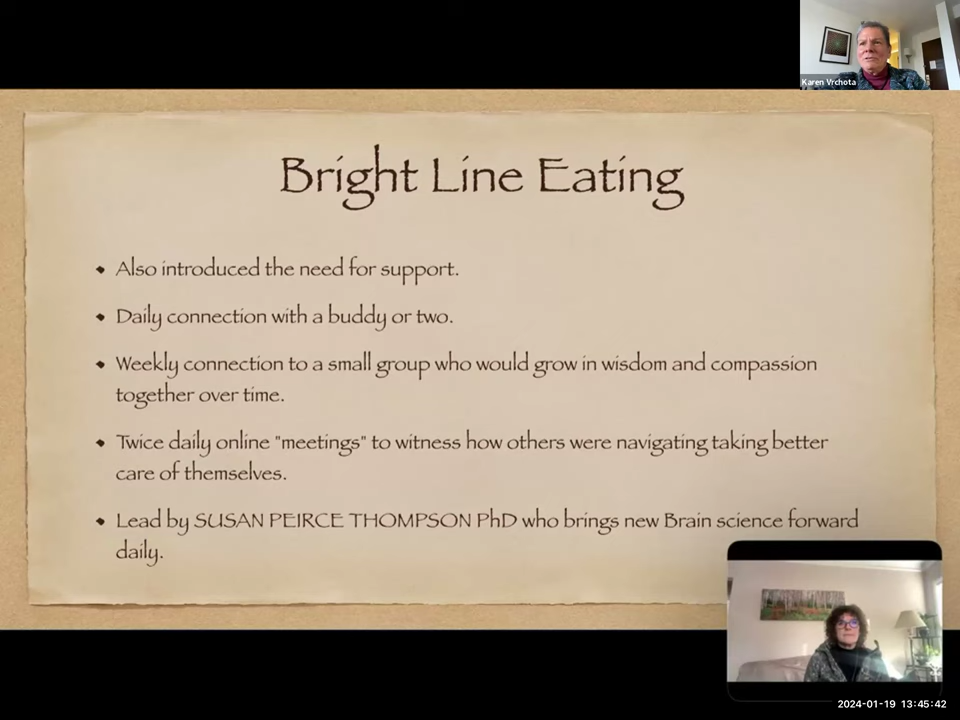 Karen Vrchota
Bright Line Eating
Also introduced the need for support.
Daily connection with a buddy or two.
Weekly connection to a small group who would grow in wisdom and compassion
together over time.
Twice daily online "meetings" to witness how others were navigating taking better
care of themselves.
Lead by SUSAN PEIRCE THOMPSON PhD who brings new Brain science forward
daily.
2024-01-19 13:45:42